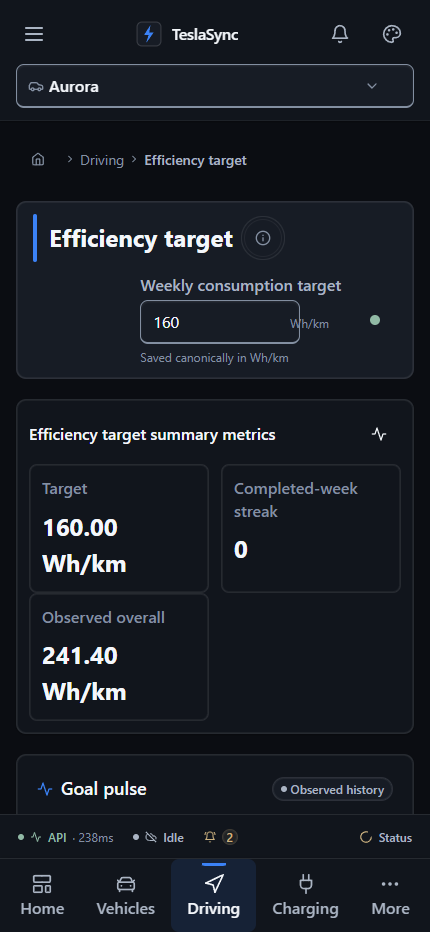 TeslaSync
Aurora
Driving
Efficiency target
Efficiency target
Weekly consumption target
160
Wh/km
Saved canonically in Wh/km
Efficiency target summary metrics
Target
160.00
Wh/km
Completed-week
streak
0
Observed overall
241.40
Wh/km
Goal pulse
Observed history
API · 238ms
Idle
2
Status
Home
Vehicles
Driving
Charging
More